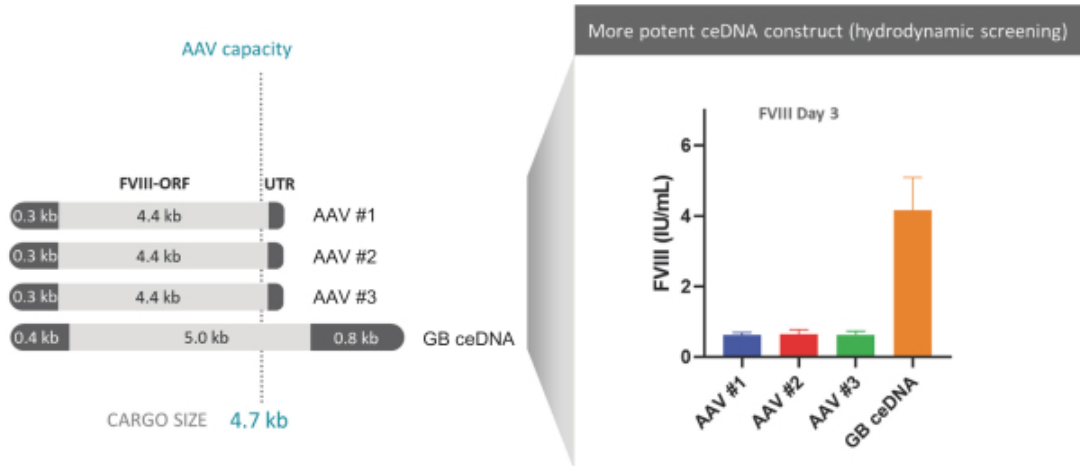 AAV capacity
FVIII-ORF UTR
0.3 kb 4.4 kb AAV #1
0.3 kb 4.4 kb AAV #2
0.3 kb 4.4 kb AAV #3
0.4 kb 5.0 kb 0.8 kb GB ceDNA
CARGO SIZE 4.7 kb
More potent ceDNA construct (hydrodynamic screening)
FVIII Day 3
FVIII (IU/mL)
6
4
2
0
AAV #1
AAV #2
AAV #3
GB ceDNA